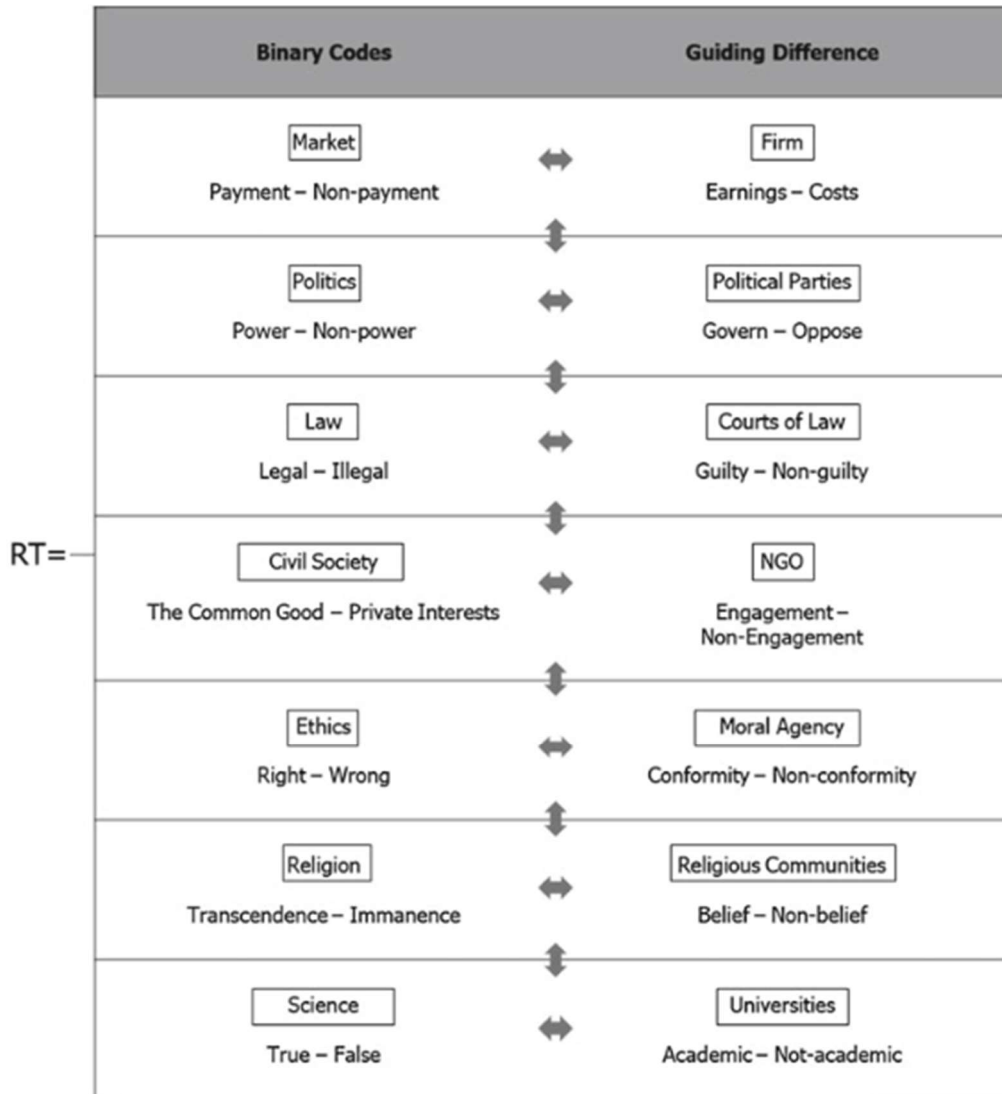 Binary Codes Guiding Difference
Market Firm
Payment – Non-payment Earnings – Costs
Politics Political Parties
Power – Non-power Govern – Oppose
Law Courts of Law
Legal – Illegal Guilty – Non-guilty
RT=
Civil Society NGO
The Common Good – Private Interests Engagement –
Non-Engagement
Ethics Moral Agency
Right – Wrong Conformity – Non-conformity
Religion Religious Communities
Transcendence – Immanence Belief – Non-belief
Science Universities
True – False Academic – Not-academic